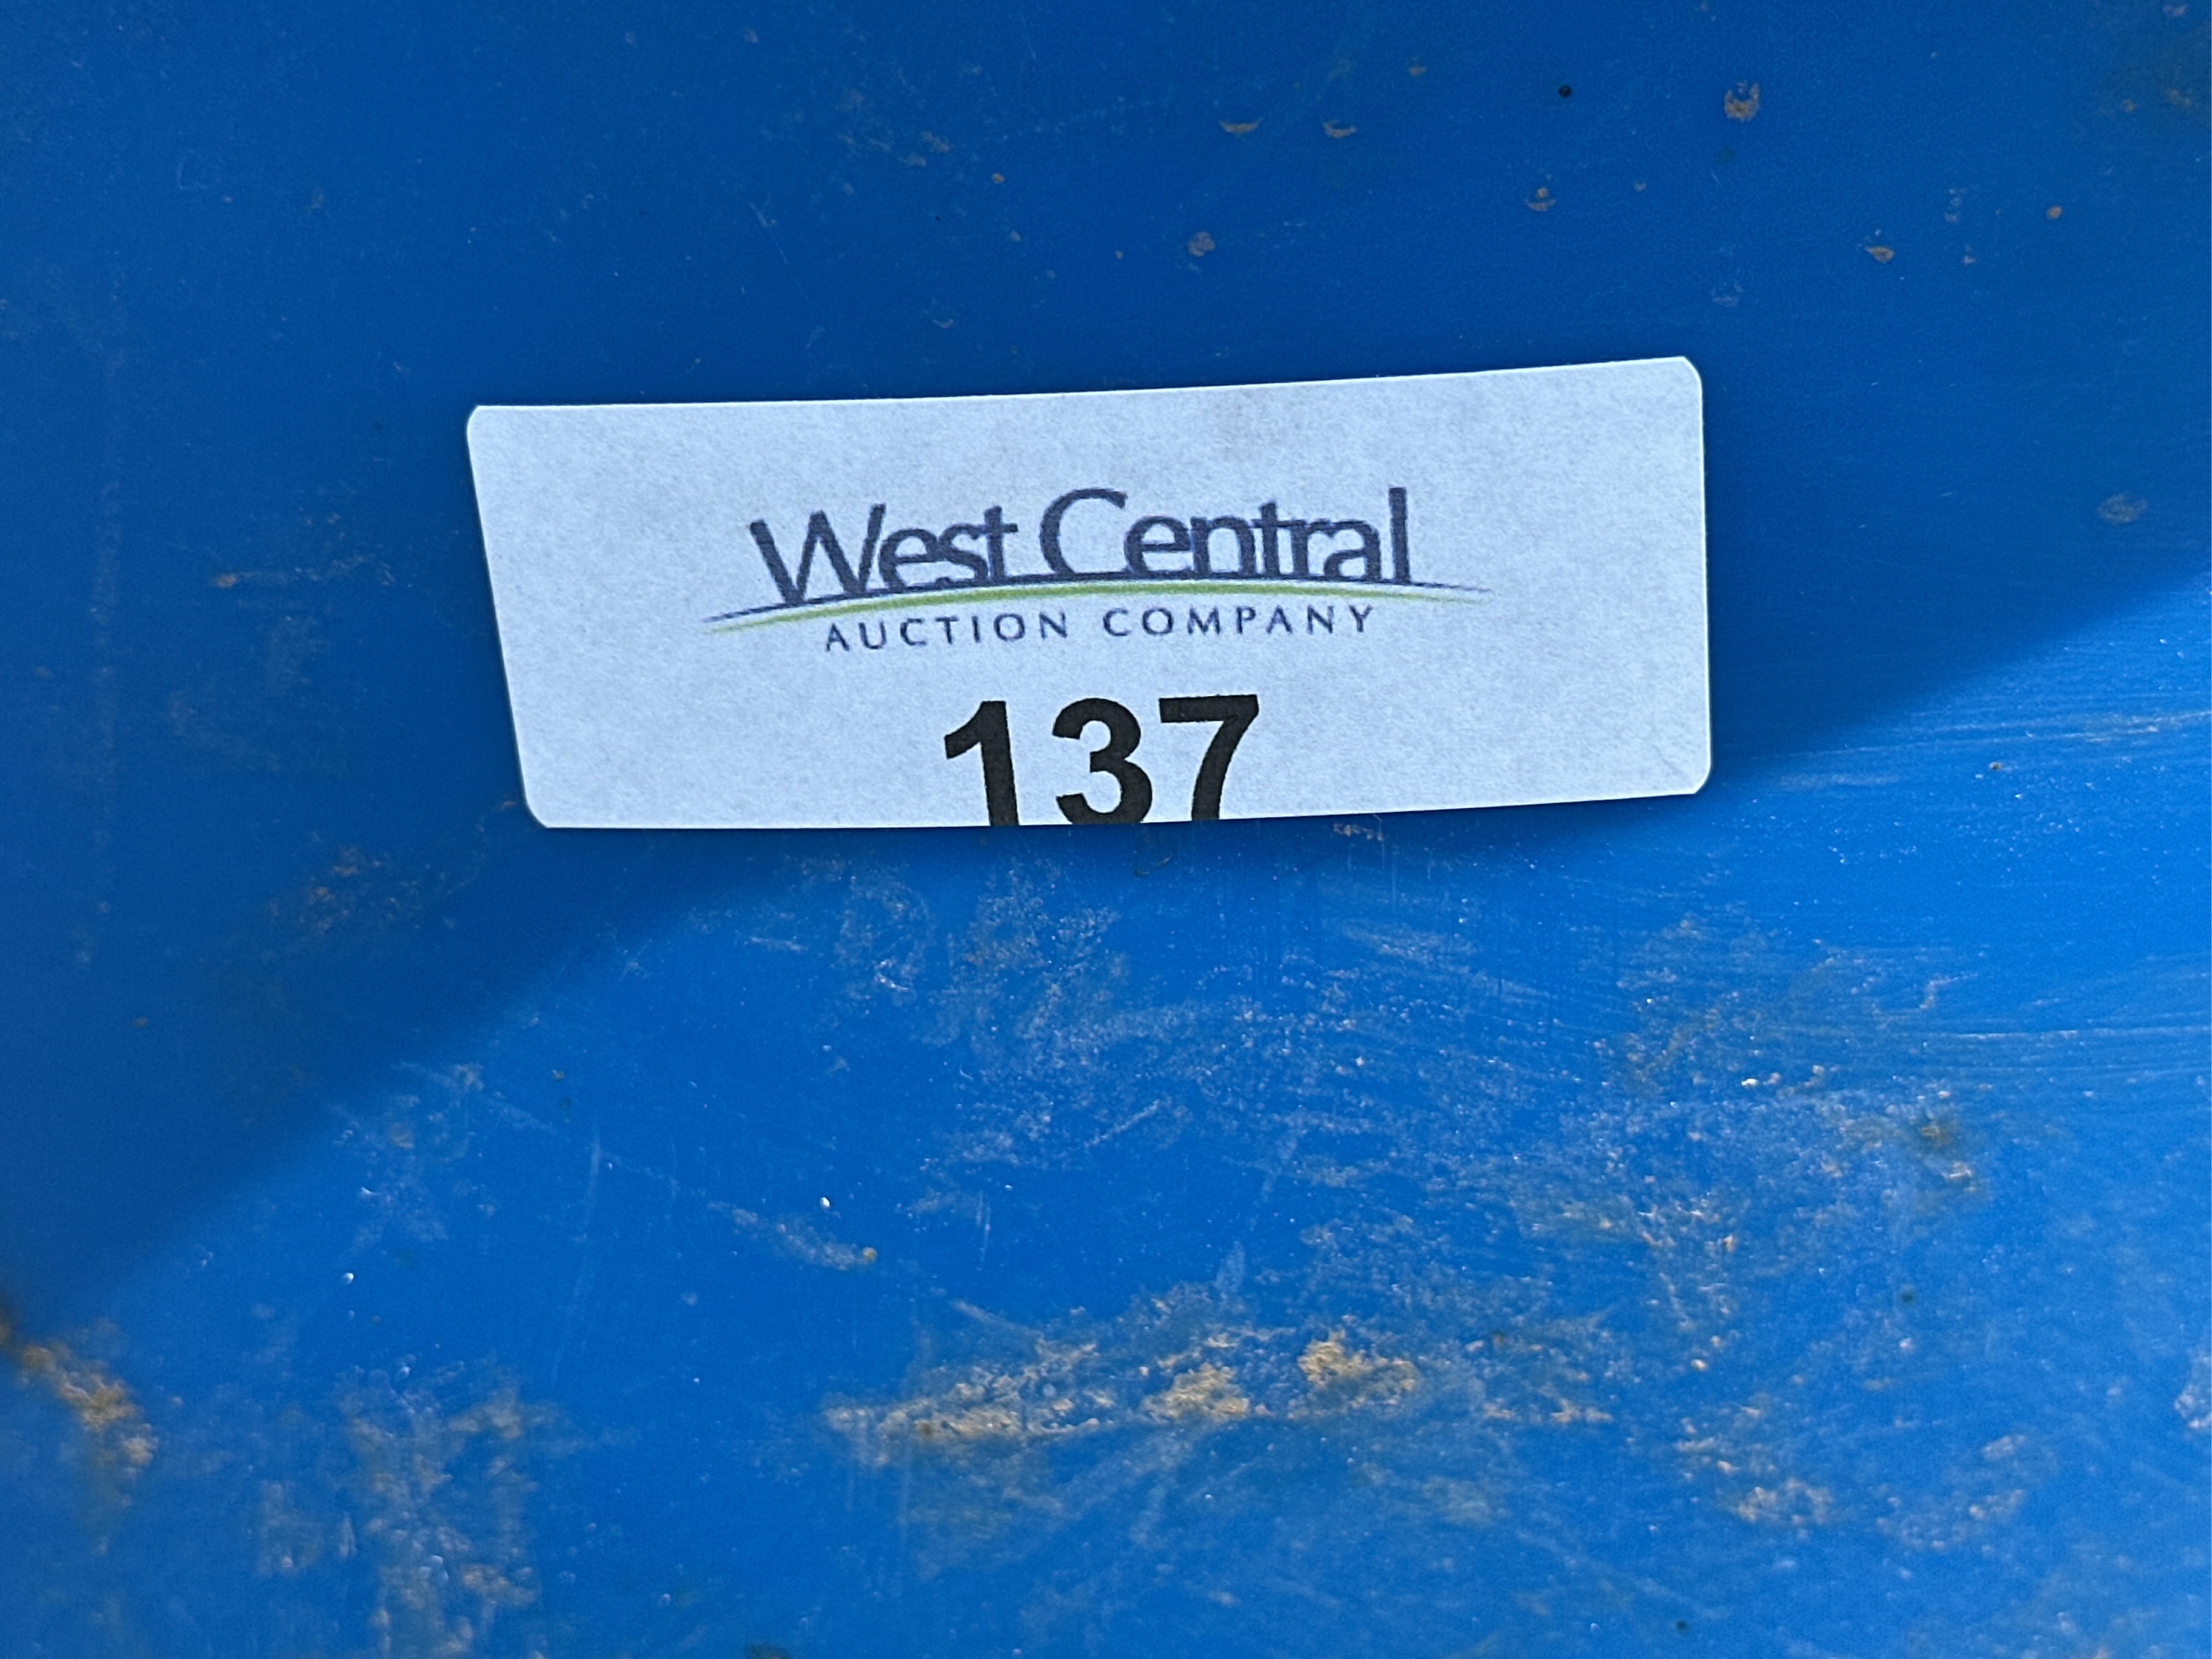 West Central
AUCTION COMPANY
137